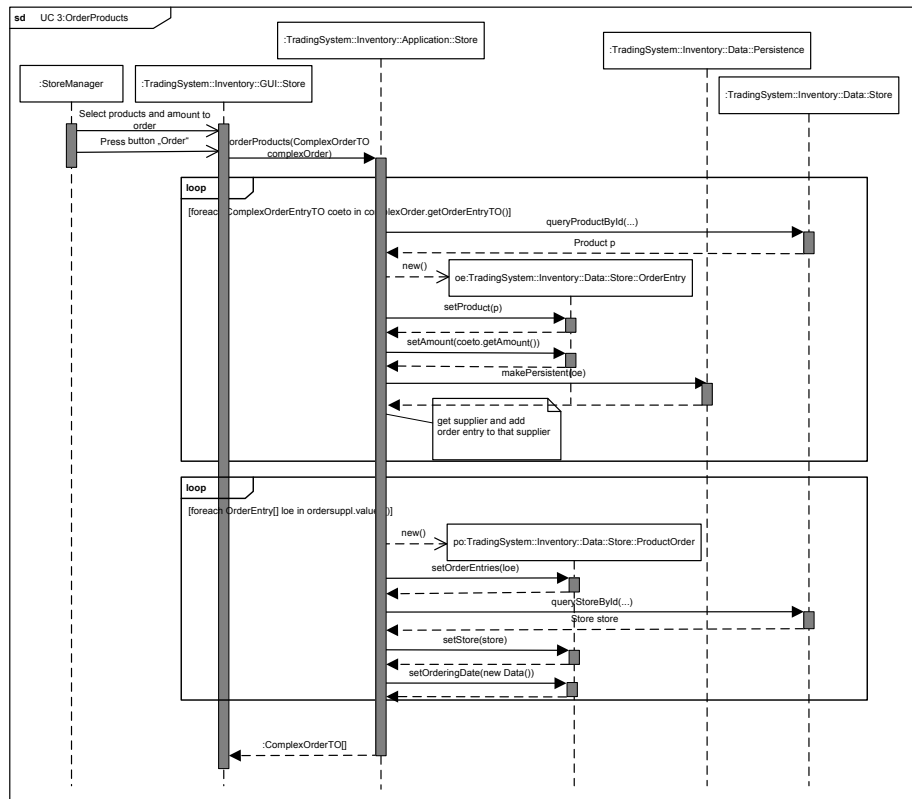 sd UC 3:OrderProducts
:TradingSystem::Inventory::Application::Store
:TradingSystem::Inventory::Data::Persistence
:StoreManager
:TradingSystem::Inventory::GUI::Store
:TradingSystem::Inventory::Data::Store
Select products and amount to
order
Press button „Order“
orderProducts(ComplexOrderTO
complexOrder)
loop
[foreach ComplexOrderEntryTO coeto in complexOrder.getOrderEntryTO()]
queryProductById(...)
Product p
new()
oe:TradingSystem::Inventory::Data::Store::OrderEntry
setProduct(p)
setAmount(coeto.getAmount())
makePersistent(oe)
get supplier and add
order entry to that supplier
loop
[foreach OrderEntry[] loe in ordersuppl.values()]
new()
po:TradingSystem::Inventory::Data::Store::ProductOrder
setOrderEntries(loe)
queryStoreById(...)
Store store
setStore(store)
setOrderingDate(new Data())
:ComplexOrderTO[]